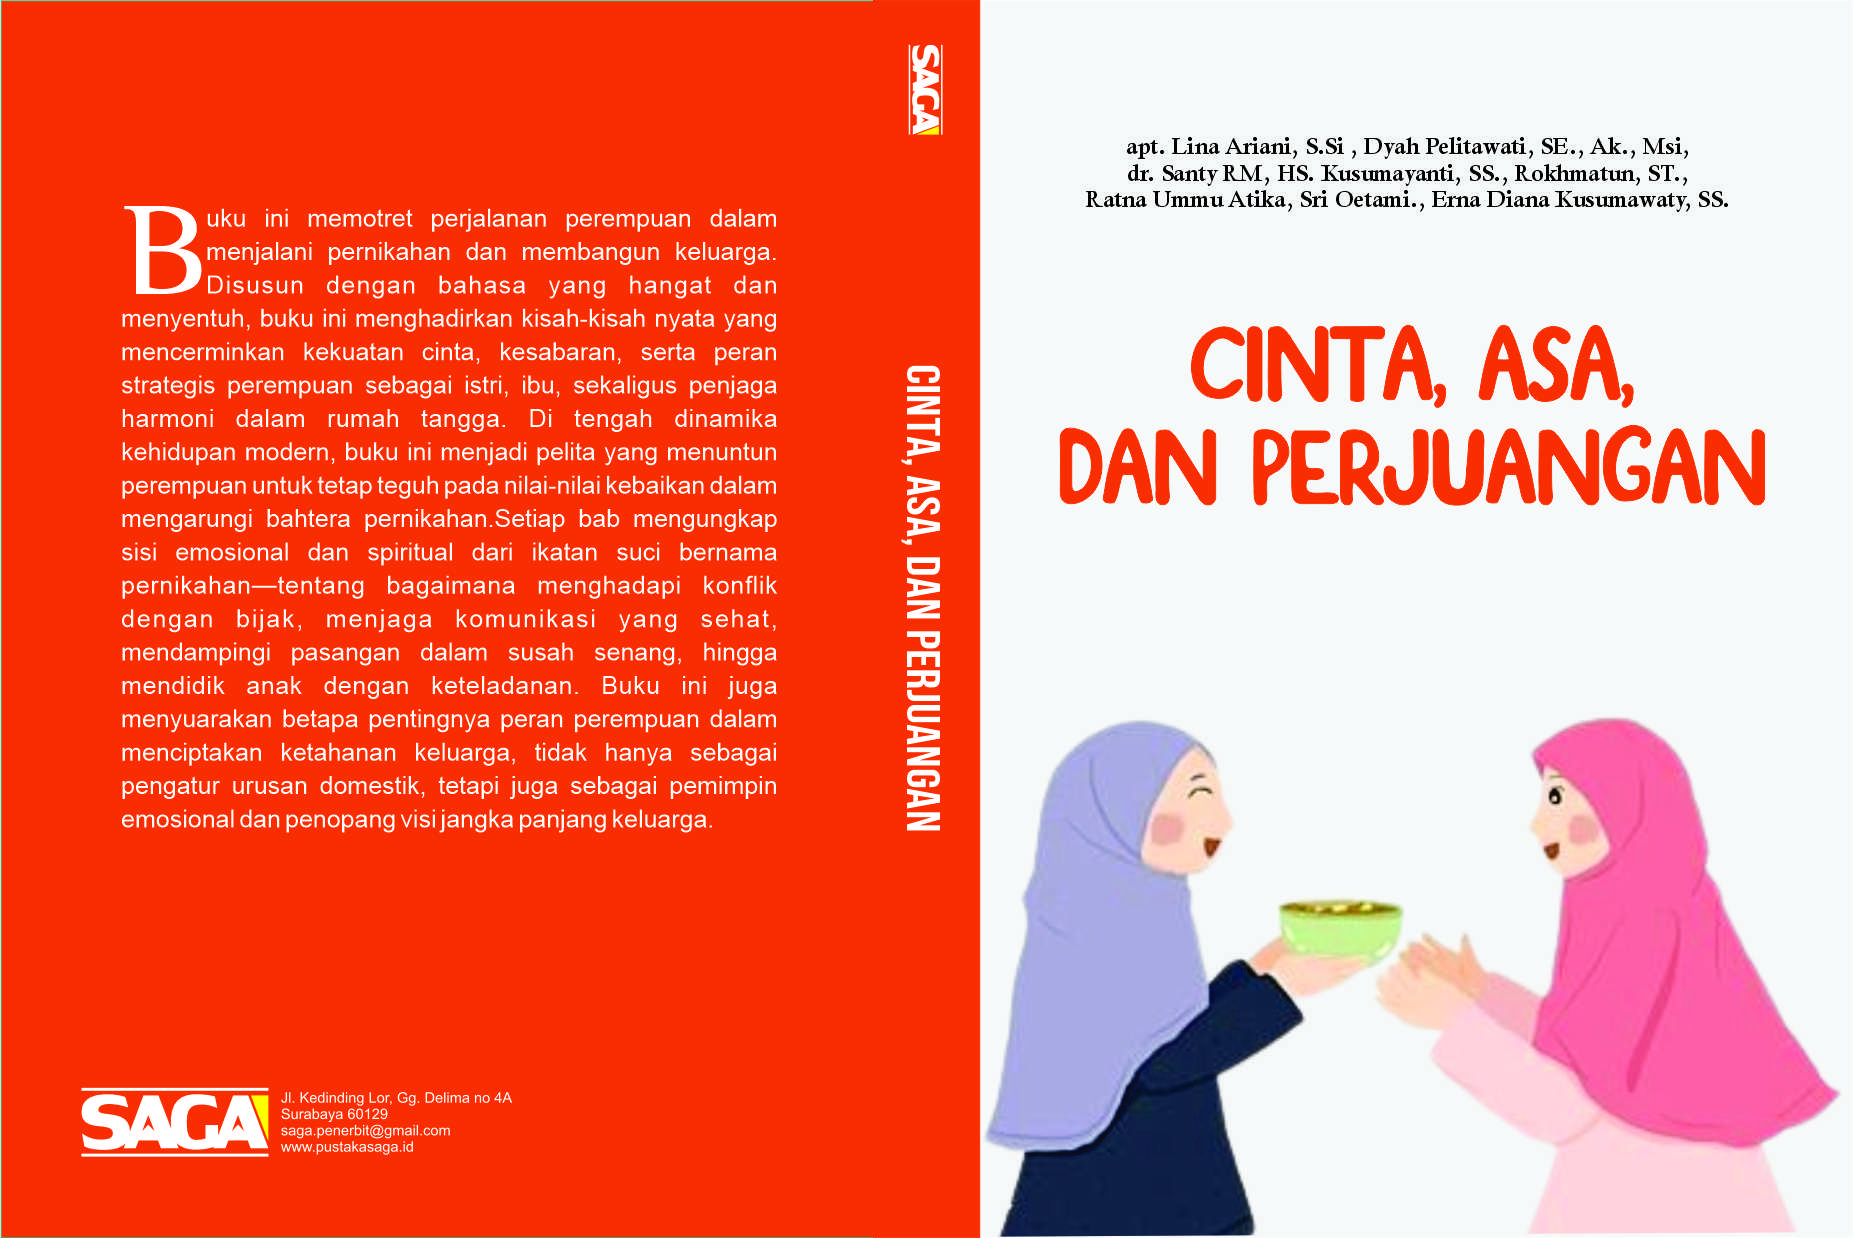 Buku ini memotret perjalanan perempuan dalam
menjalani pernikahan dan membangun keluarga.
Disusun dengan bahasa yang hangat dan
menyentuh, buku ini menghadirkan kisah-kisah nyata yang
mencerminkan kekuatan cinta, kesabaran, serta peran
strategis perempuan sebagai istri, ibu, sekaligus penjaga
harmoni dalam rumah tangga. Di tengah dinamika
kehidupan modern, buku ini menjadi pelita yang menuntun
perempuan untuk tetap teguh pada nilai-nilai kebaikan dalam
mengarungi bahtera pernikahan.Setiap bab mengungkap
sisi emosional dan spiritual dari ikatan suci bernama
pernikahan—tentang bagaimana menghadapi konflik
dengan bijak, menjaga komunikasi yang sehat,
mendampingi pasangan dalam susah senang, hingga
mendidik anak dengan keteladanan. Buku ini juga
menyuarakan betapa pentingnya peran perempuan dalam
menciptakan ketahanan keluarga, tidak hanya sebagai
pengatur urusan domestik, tetapi juga sebagai pemimpin
emosional dan penopang visi jangka panjang keluarga.
SAGA
Jl. Kedinding Lor, Gg. Delima no 4A
Surabaya 60129
saga.penerbit@gmail.com
www.pustakasaga.id
SAGA
CINTA, ASA, DAN PERJUANGAN
apt. Lina Ariani, S.Si , Dyah Pelitawati, SE., Ak., Msi,
dr. Santy RM, HS. Kusumayanti, SS., Rokhmatun, ST.,
Ratna Ummu Atika, Sri Oetami., Erna Diana Kusumawaty, SS.
CINTA, ASA,
DAN PERJUANGAN